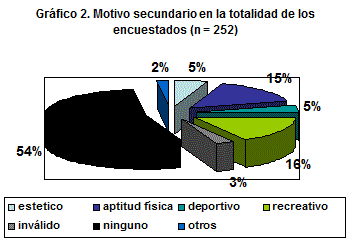 Gráfico 2. Motivo secundario en la totalidad de los
encuestados (n = 252)
2%
5%
15%
5%
16%
3%
54%
estetico aptitud física deportivo recreativo
inválido ninguno otros